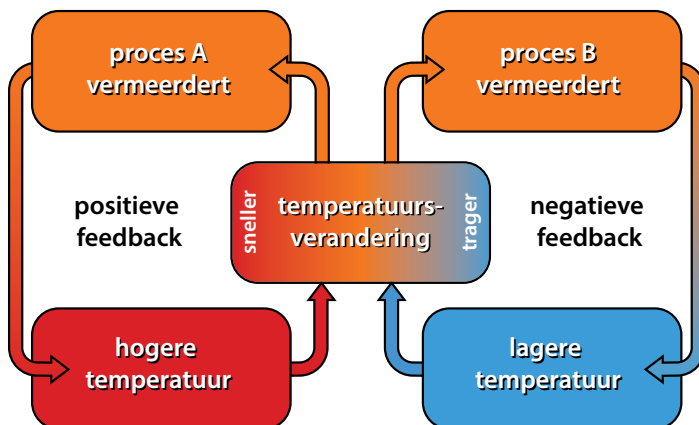 proces A
vermeerdert
proces B
vermeerdert
positieve
feedback
sneller
temperatuurs-
verandering
trager
negatieve
feedback
hogere
temperatuur
lagere
temperatuur